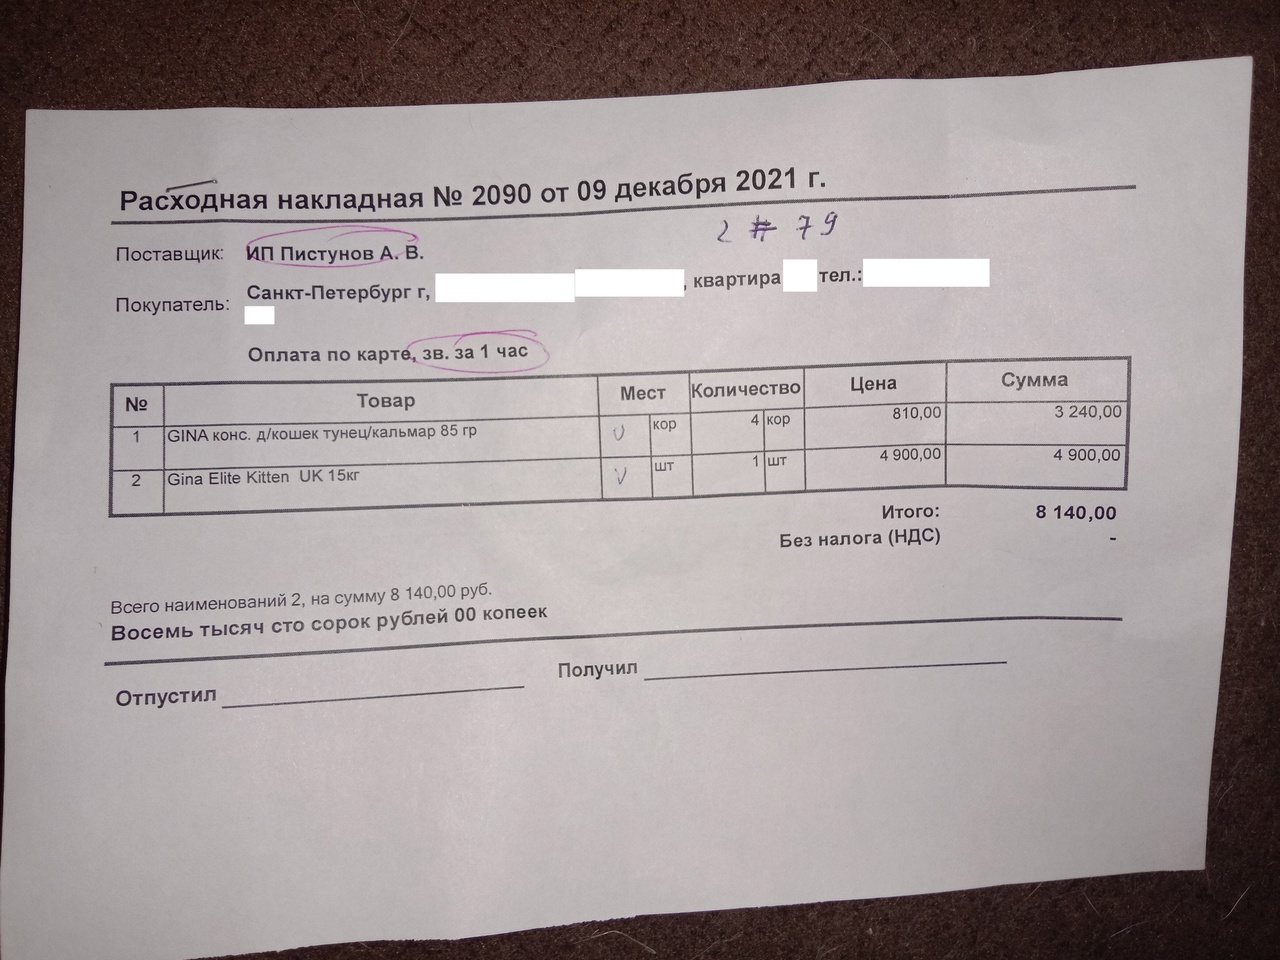 Расходная накладная № 2090 от 09 декабря 2021 г.
2 # 79
Поставщик: ИП Пистунов А. В.
Покупатель: Санкт-Петербург г, , квартира тел.:
Оплата по карте, зв. за 1 час
№ Товар Мест Количество Цена Сумма
1 GINA конс. д/кошек тунец/кальмар 85 гр V кор 4 кор 810,00 3 240,00
2 Gina Elite Kitten UK 15кг V шт 1 шт 4 900,00 4 900,00
Итого: 8 140,00
Без налога (НДС) -
Всего наименований 2, на сумму 8 140,00 руб.
Восемь тысяч сто сорок рублей 00 копеек
Отпустил Получил